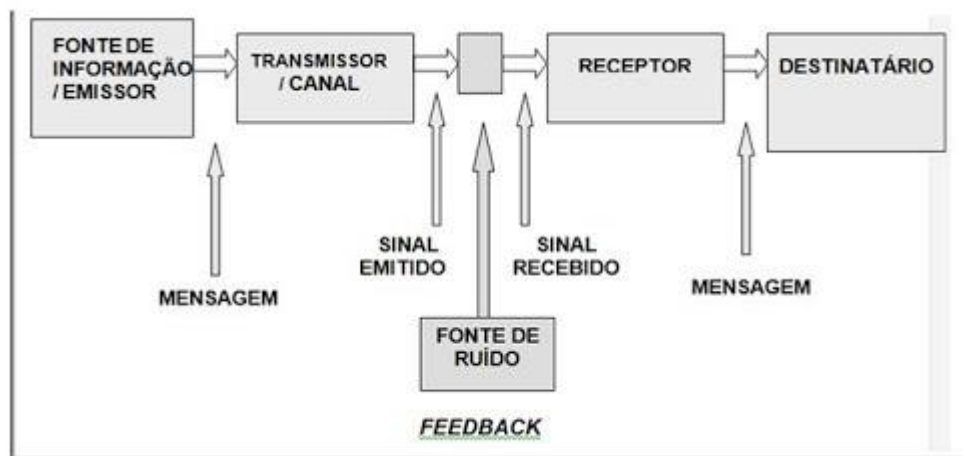 FONTE DE
INFORMAÇÃO
/ EMISSOR
TRANSMISSOR
/ CANAL
RECEPTOR
DESTINATÁRIO
MENSAGEM
SINAL
EMITIDO
SINAL
RECEBIDO
MENSAGEM
FONTE DE
RUÍDO
FEEDBACK